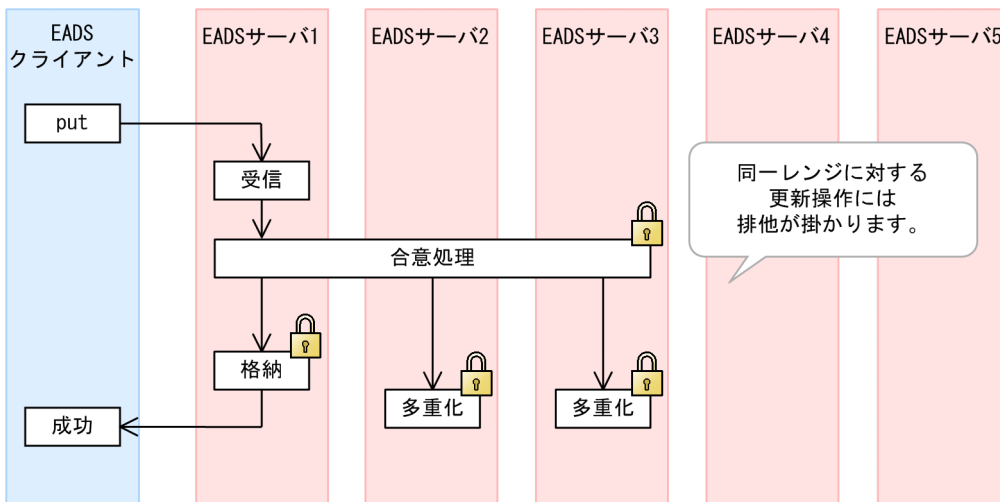 EADS
クライアント
EADSサーバ1
EADSサーバ2
EADSサーバ3
EADSサーバ4
EADSサーバ5
put
受信
同一レンジに対する
更新操作には
排他が掛かります。
合意処理
格納
多重化
多重化
成功